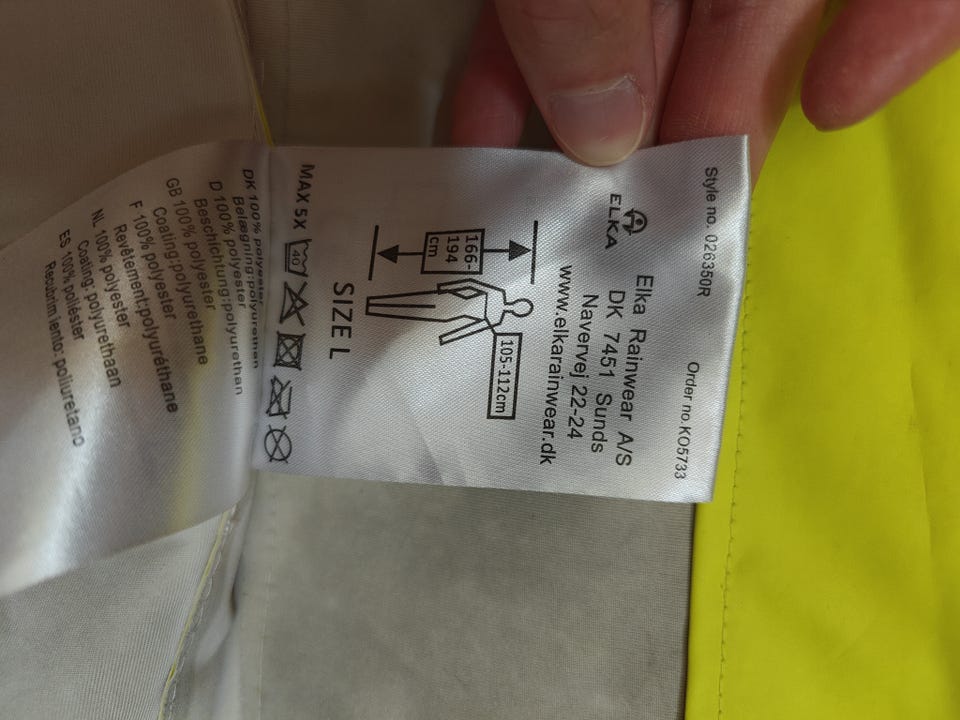 Style no. 026350R
Order no.KO5733
ELKA
Elka Rainwear A/S
DK 7451 Sunds
Navervej 22-24
www.elkarainwear.dk
166-
194
cm
105-112cm
SIZE L
MAX 5X
40
DK 100% polyester
Belægning:polyurethan
D 100% polyester
Beschichtung:polyurethan
GB 100% polyester
Coating:polyurethane
F 100% polyester
Revêtement:polyuréthane
NL 100% polyester
Coating: polyurethaan
ES 100% poliéster
Recubrimiento: poliuretano